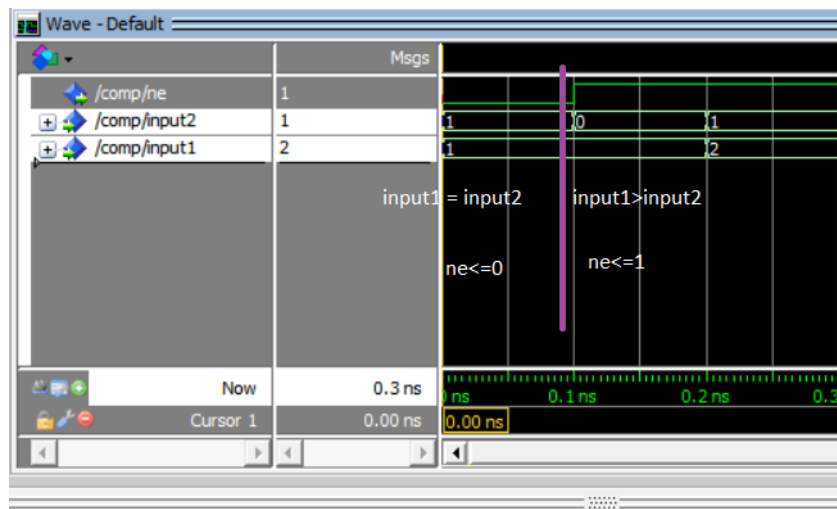 Wave - Default
Msgs
/comp/ne 1
/comp/input2 1 1 0 1
/comp/input1 2 1 2
input1 = input2 input1>input2
ne<=0 ne<=1
Now 0.3 ns ns 0.1 ns 0.2 ns 0.3
Cursor 1 0.00 ns 0.00 ns